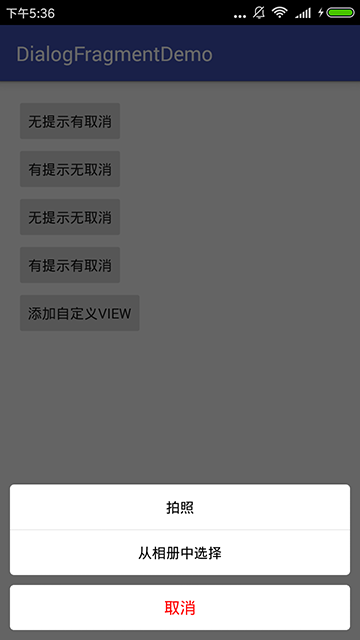 下午5:36
DialogFragmentDemo
无提示有取消
有提示无取消
无提示无取消
有提示有取消
添加自定义VIEW
拍照
从相册中选择
取消